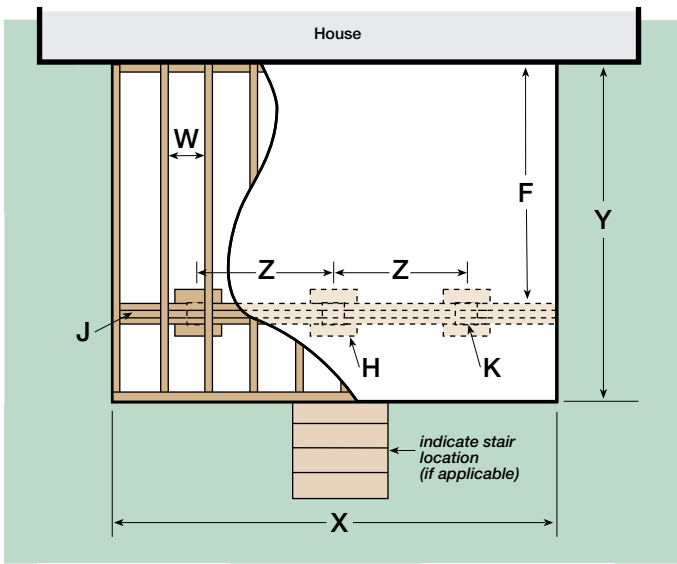 House
W
F
Y
Z
Z
J
H
K
indicate stair
location
(if applicable)
X